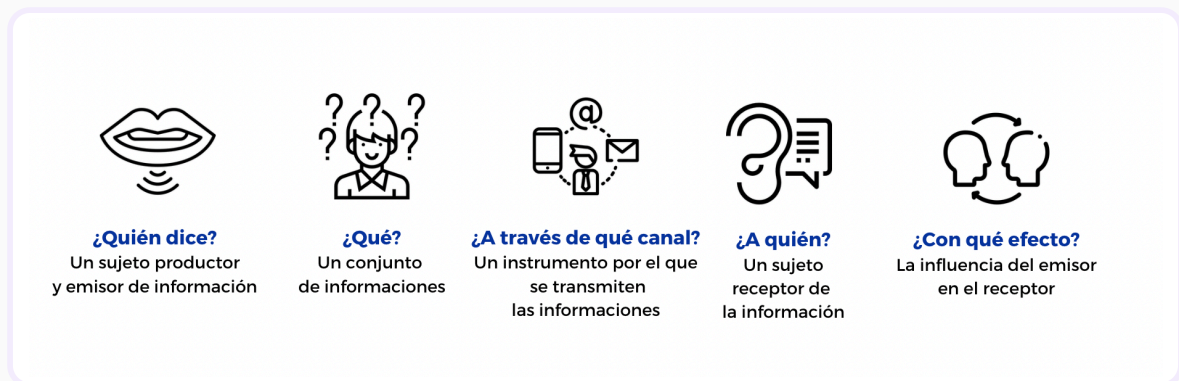 ¿Quién dice?
Un sujeto productor
y emisor de información
¿Qué?
Un conjunto
de informaciones
¿A través de qué canal?
Un instrumento por el que
se transmiten
las informaciones
¿A quién?
Un sujeto
receptor de
la información
¿Con qué efecto?
La influencia del emisor
en el receptor